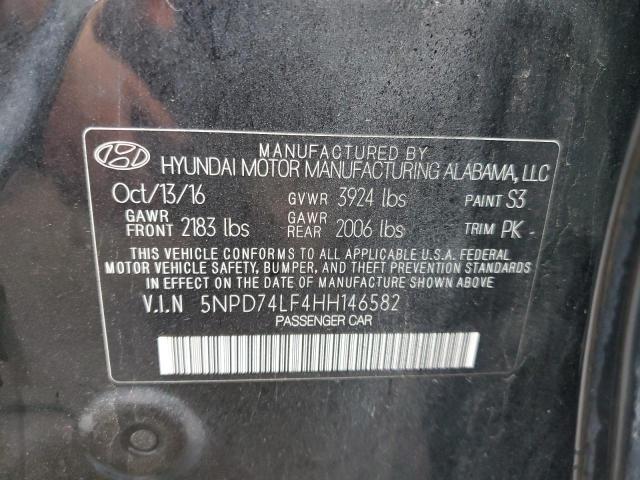 MANUFACTURED BY
HYUNDAI MOTOR MANUFACTURING ALABAMA, LLC
Oct/13/16 GVWR 3924 lbs PAINT S3
GAWR FRONT 2183 lbs GAWR REAR 2006 lbs TRIM PK
THIS VEHICLE CONFORMS TO ALL APPLICABLE U.S.A. FEDERAL
MOTOR VEHICLE SAFETY, BUMPER, AND THEFT PREVENTION STANDARDS
IN EFFECT ON THE DATE OF MANUFACTURE SHOWN ABOVE.
V.I.N 5NPD74LF4HH146582
PASSENGER CAR